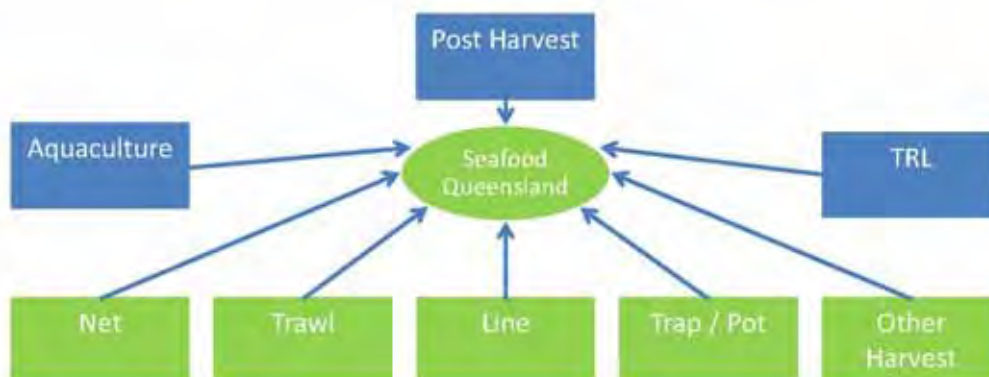 Post Harvest
Aquaculture
Seafood
Queensland
TRL
Net
Trawl
Line
Trap / Pot
Other
Harvest